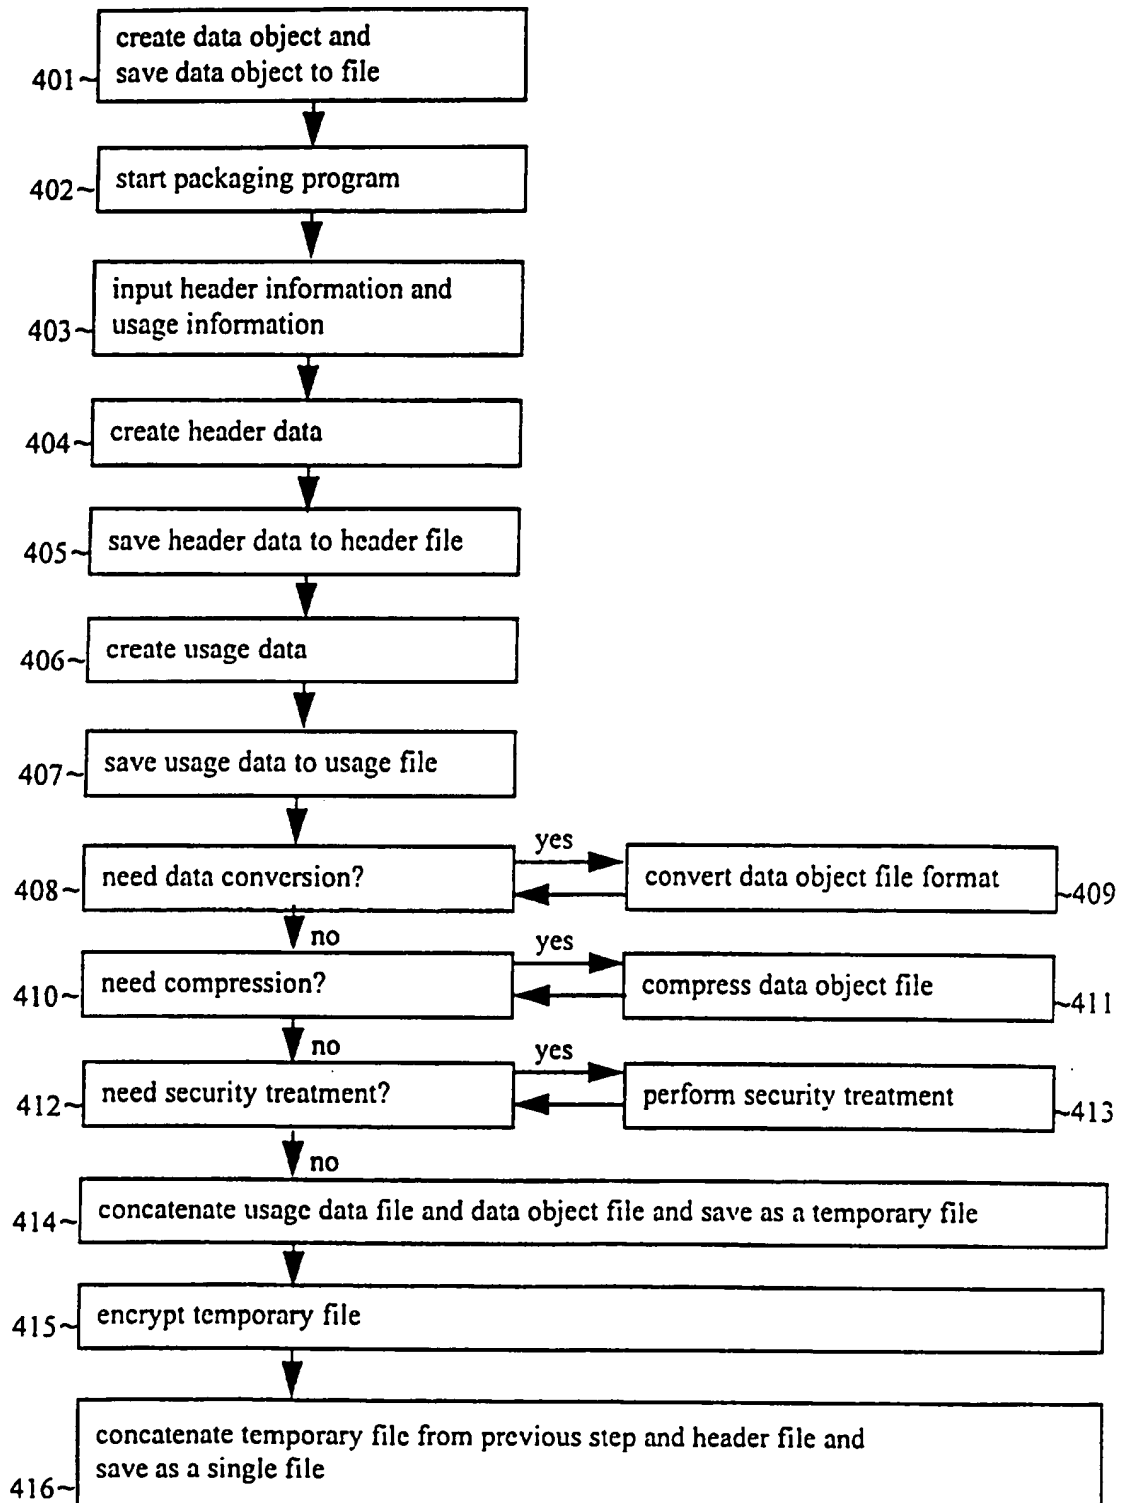 create data object and
save data object to file
401~
start packaging program
402~
input header information and
usage information
403~
create header data
404~
save header data to header file
405~
create usage data
406~
save usage data to usage file
407~
yes
need data conversion?
408~
convert data object file format
~409
no
yes
need compression?
410~
compress data object file
~411
no
yes
need security treatment?
412~
perform security treatment
~413
no
concatenate usage data file and data object file and save as a temporary file
414~
encrypt temporary file
415~
concatenate temporary file from previous step and header file and
save as a single file
416~